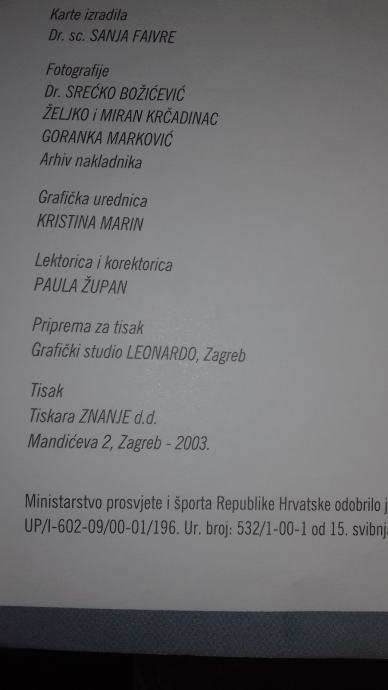 Karte izradila
Dr. sc. SANJA FAIVRE
Fotografije
Dr. SREĆKO BOŽIĆEVIĆ
ŽELJKO i MIRAN KRČADINAC
GORANKA MARKOVIĆ
Arhiv nakladnika
Grafička urednica
KRISTINA MARIN
Lektorica i korektorica
PAULA ŽUPAN
Priprema za tisak
Grafički studio LEONARDO, Zagreb
Tisak
Tiskara ZNANJE d.d.
Mandićeva 2, Zagreb - 2003.
Ministarstvo prosvjete i športa Republike Hrvatske odobrilo j
UP/I-602-09/00-01/196. Ur. broj: 532/1-00-1 od 15. svibnj